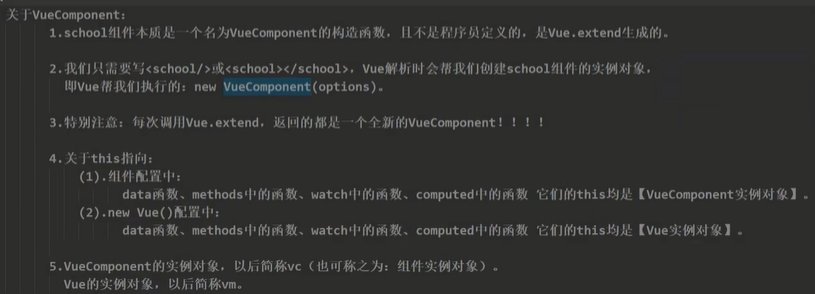 关于VueComponent：
1.school组件本质是一个名为VueComponent的构造函数，且不是程序员定义的，是Vue.extend生成的。
2.我们只需要写<school/>或<school></school>，Vue解析时会帮我们创建school组件的实例对象，
即Vue帮我们执行的：new VueComponent(options)。
3.特别注意：每次调用Vue.extend，返回的都是一个全新的VueComponent！！！！
4.关于this指向：
(1).组件配置中：
data函数、methods中的函数、watch中的函数、computed中的函数 它们的this均是【VueComponent实例对象】。
(2).new Vue()配置中：
data函数、methods中的函数、watch中的函数、computed中的函数 它们的this均是【Vue实例对象】。
5.VueComponent的实例对象，以后简称vc（也可称之为：组件实例对象）。
Vue的实例对象，以后简称vm。